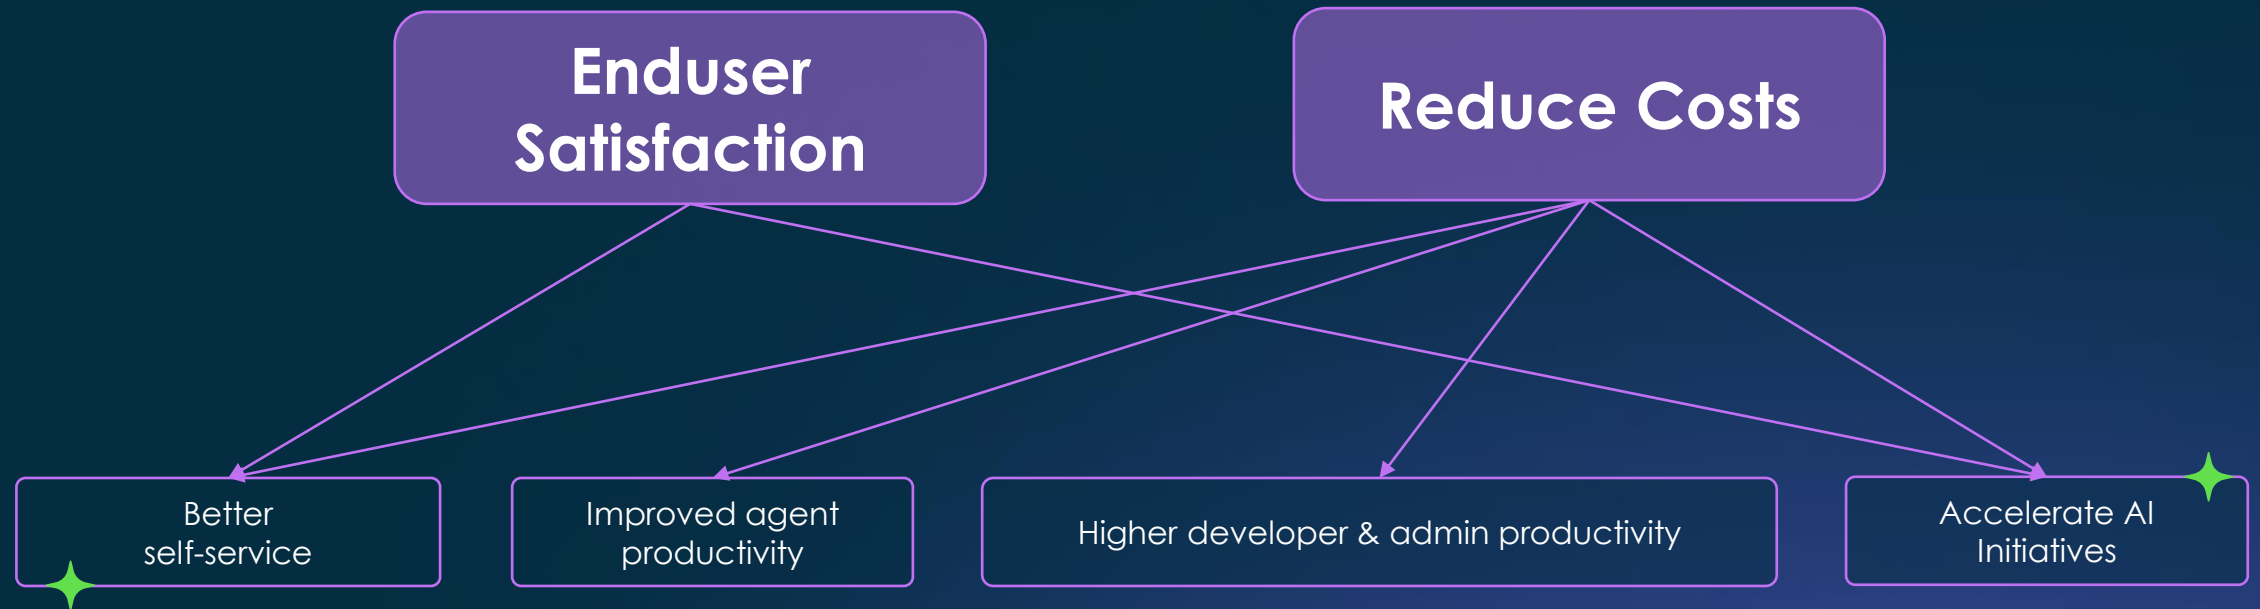 Enduser
Satisfaction
Reduce Costs
Better
self-service
Improved agent
productivity
Higher developer & admin productivity
Accelerate AI
Initiatives